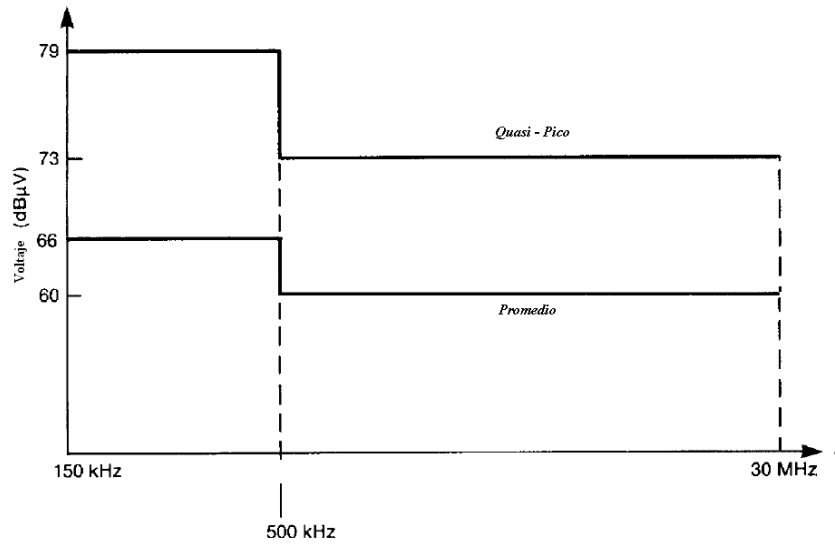 79
Quasi - Pico
73
Voltaje (dBµV)
66
60
Promedio
150 kHz
30 MHz
500 kHz